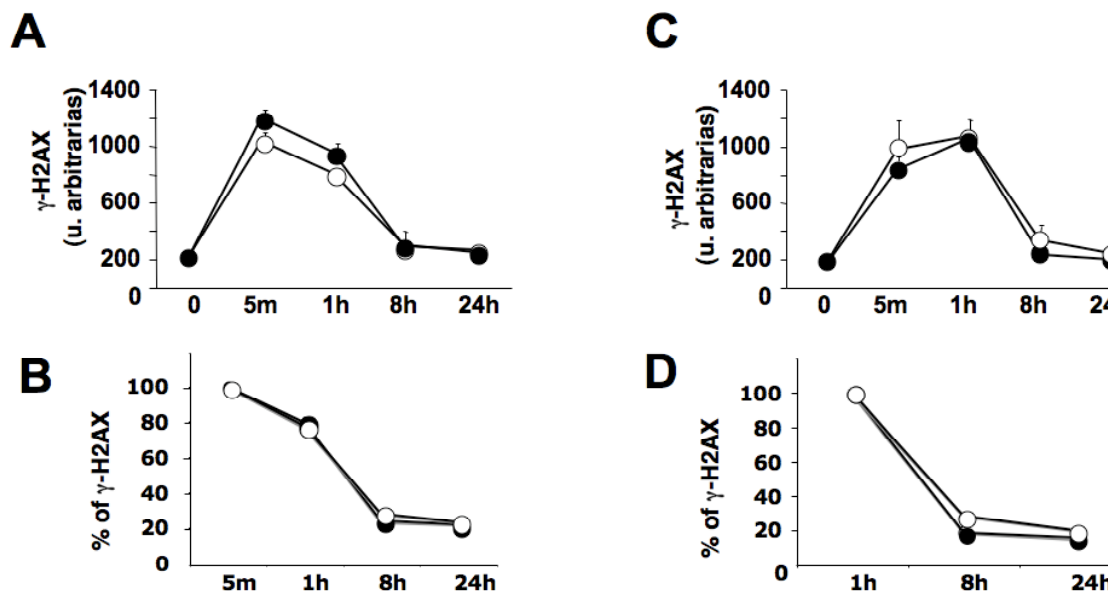 A
γ-H2AX
(u. arbitrarias)
1400
1000
600
200
0
0 5m 1h 8h 24h
C
γ-H2AX
(u. arbitrarias)
1400
1000
600
200
0
0 5m 1h 8h 24
B
% of γ-H2AX
100
80
60
40
20
0
5m 1h 8h 24h
D
% of γ-H2AX
100
80
60
40
20
0
1h 8h 24h